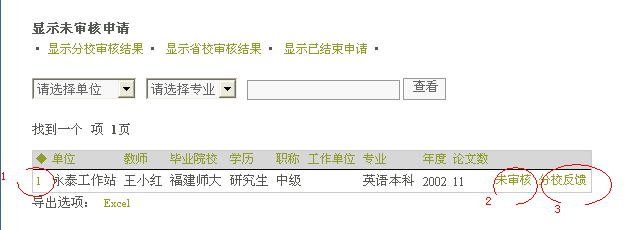 显示未审核申请
▪ 显示分校审核结果 ▪ 显示省校审核结果 ▪ 显示已结束申请 ▪
请选择单位 请选择专业 查看
找到一个 项 1页
◆ 单位 教师 毕业院校 学历 职称 工作单位 专业 年度 论文数
1 1 永泰工作站 王小红 福建师大 研究生 中级 英语本科 2002 11 未审核 分校反馈
导出选项: Excel 2 3